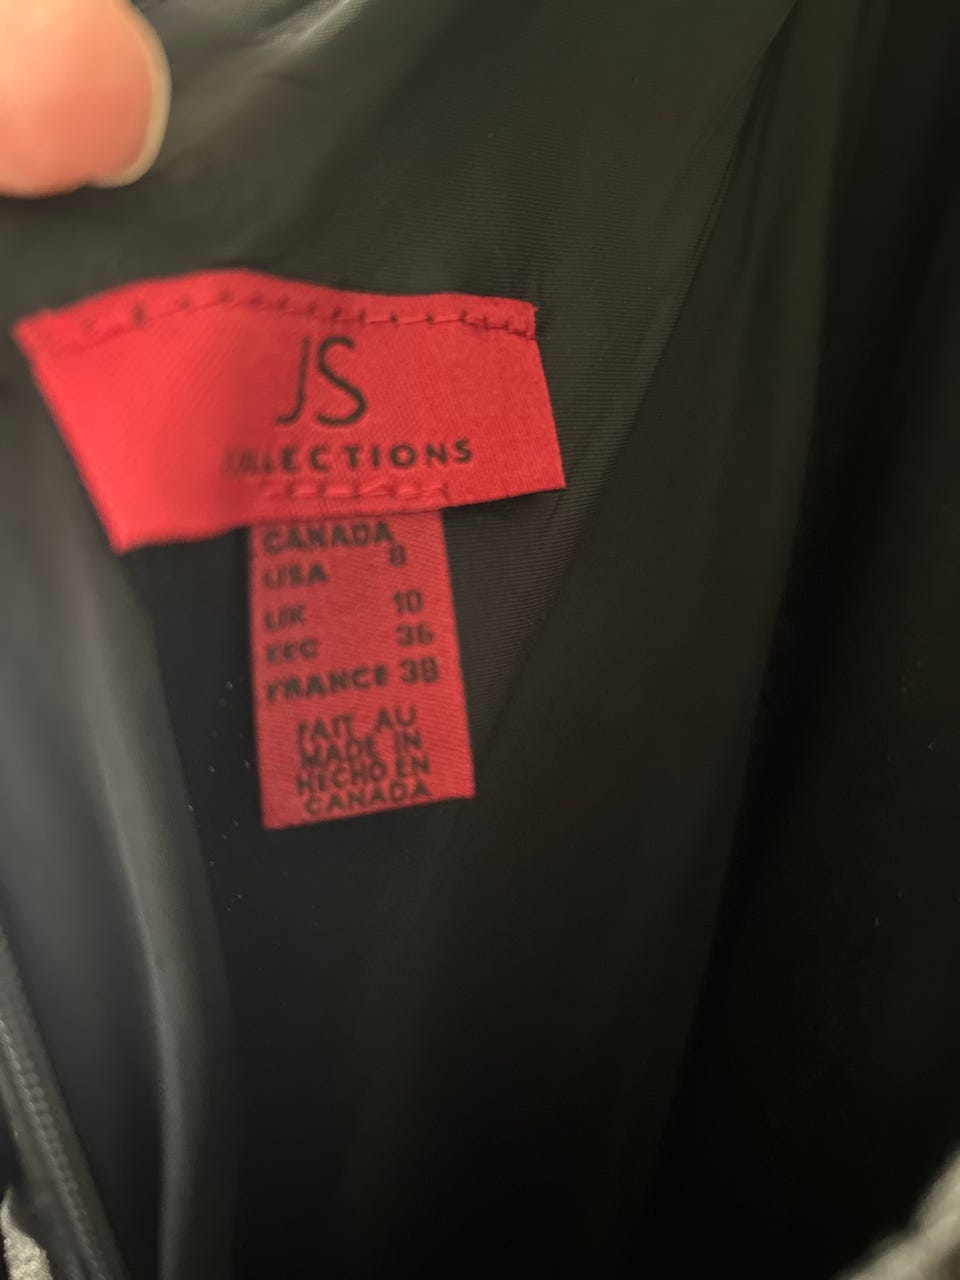 JS
COLLECTIONS
CANADA 8
USA
UK 10
EEC 36
FRANCE 38
FAIT AU
MADE IN
HECHO EN
CANADA